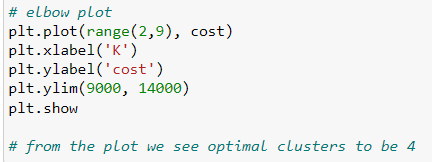 # elbow plot
plt.plot(range(2,9), cost)
plt.xlabel('K')
plt.ylabel('cost')
plt.ylim(9000, 14000)
plt.show
# from the plot we see optimal clusters to be 4